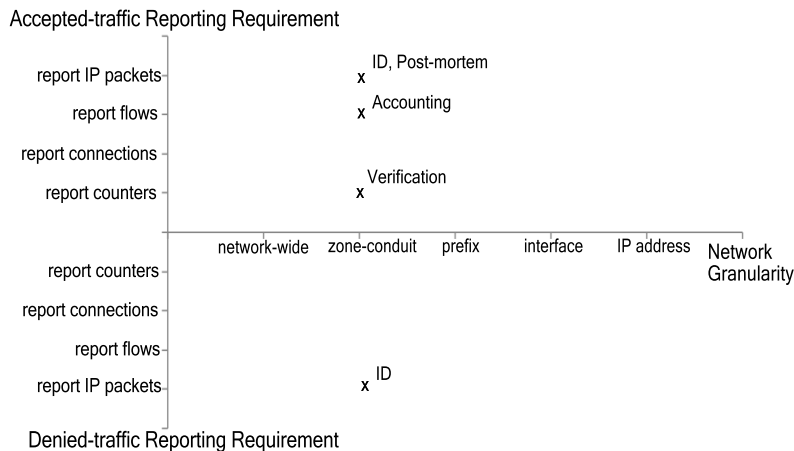 Accepted-traffic Reporting Requirement
report IP packets
x
ID, Post-mortem
report flows
x
Accounting
report connections
report counters
x
Verification
network-wide
zone-conduit
prefix
interface
IP address
Network
Granularity
report counters
report connections
report flows
report IP packets
x
ID
Denied-traffic Reporting Requirement